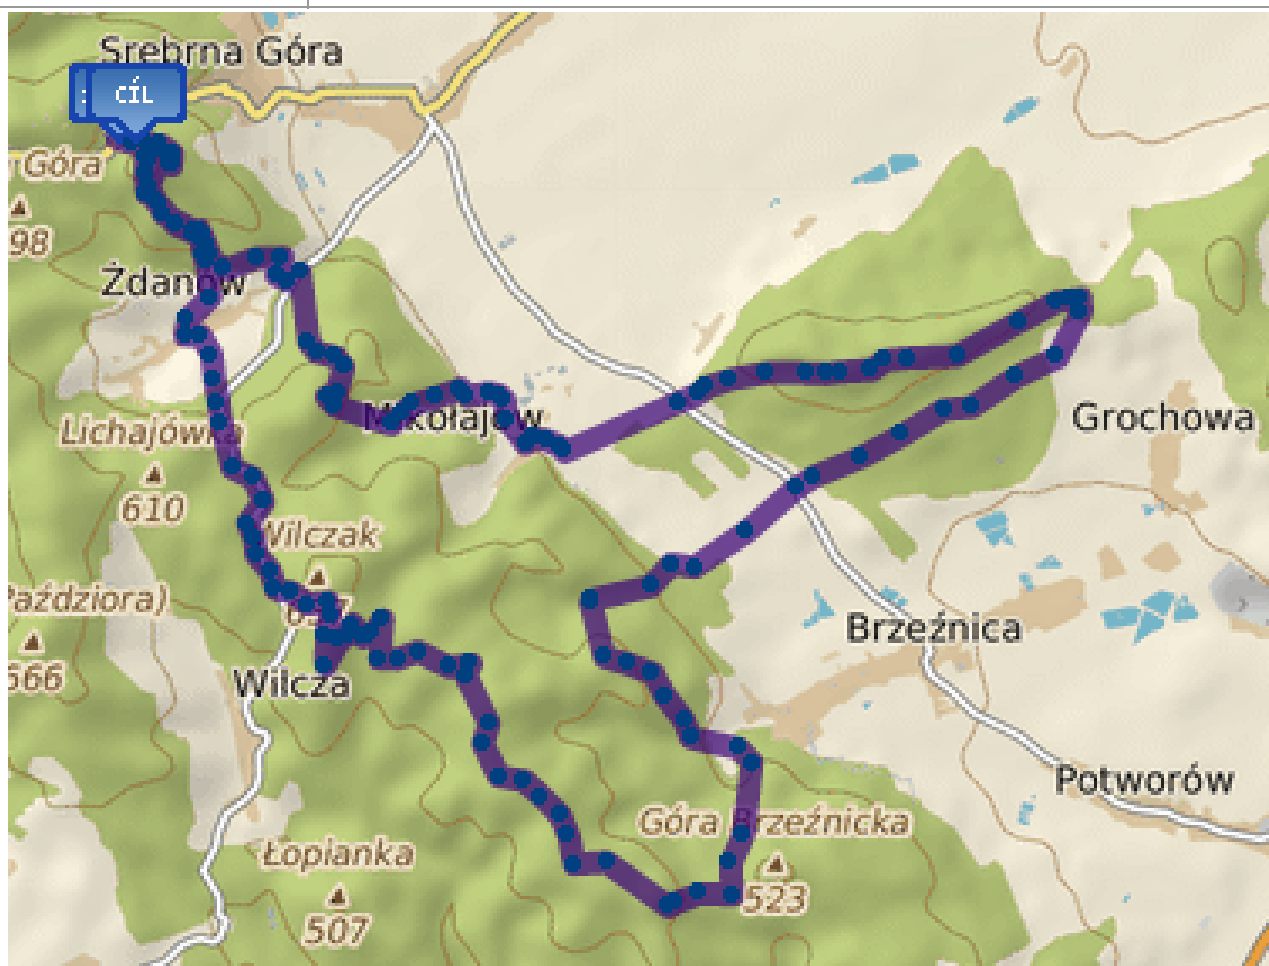 Srebrna Góra
CÍL
Góra
98
Żdanów
Mikołajów
Grochowa
Lichajówka
610
Wilczak
Paździora)
666
Brzeźnica
Wilcza
Potworów
Góra Brzeźnicka
523
Łopianka
507